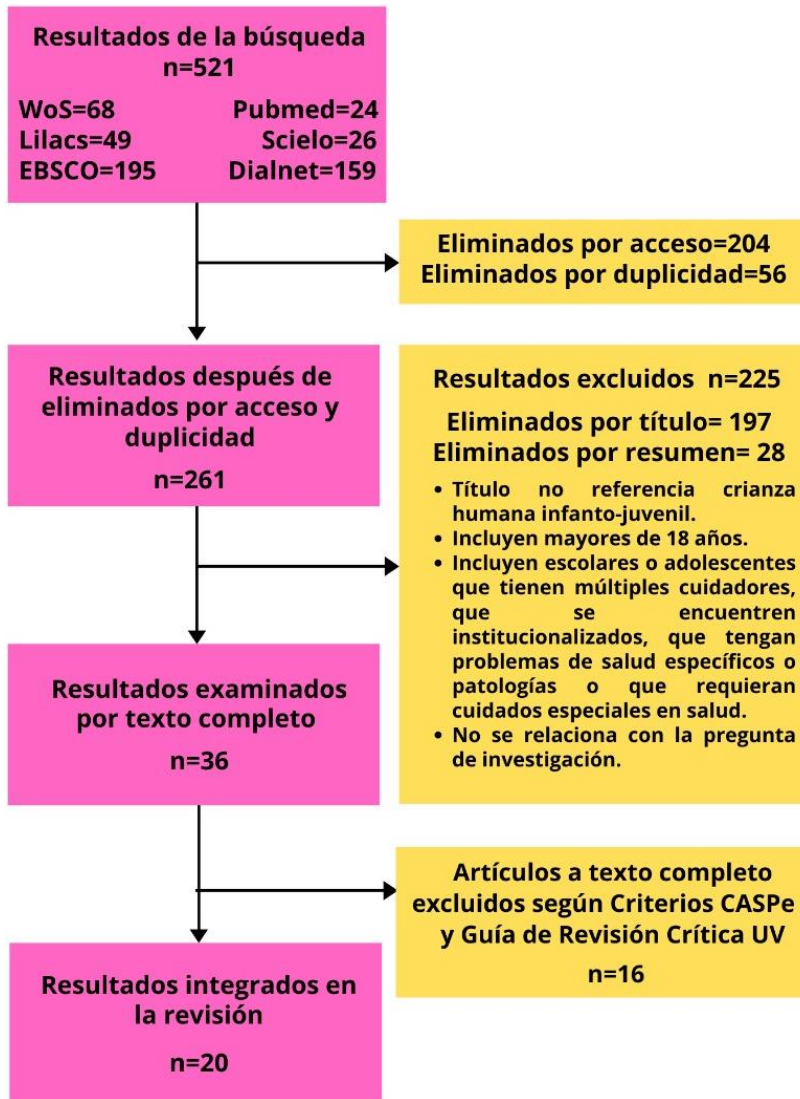 Resultados de la búsqueda
n=521
WoS=68 Pubmed=24
Lilacs=49 Scielo=26
EBSCO=195 Dialnet=159
Eliminados por acceso=204
Eliminados por duplicidad=56
Resultados después de
eliminados por acceso y
duplicidad
n=261
Resultados excluidos n=225
Eliminados por título= 197
Eliminados por resumen= 28
• Título no referencia crianza
humana infanto-juvenil.
• Incluyen mayores de 18 años.
• Incluyen escolares o adolescentes
que tienen múltiples cuidadores,
que se encuentren
institucionalizados, que tengan
problemas de salud específicos o
patologías o que requieran
cuidados especiales en salud.
• No se relaciona con la pregunta
de investigación.
Resultados examinados
por texto completo
n=36
Artículos a texto completo
excluidos según Criterios CASPe
y Guía de Revisión Crítica UV
n=16
Resultados integrados en
la revisión
n=20